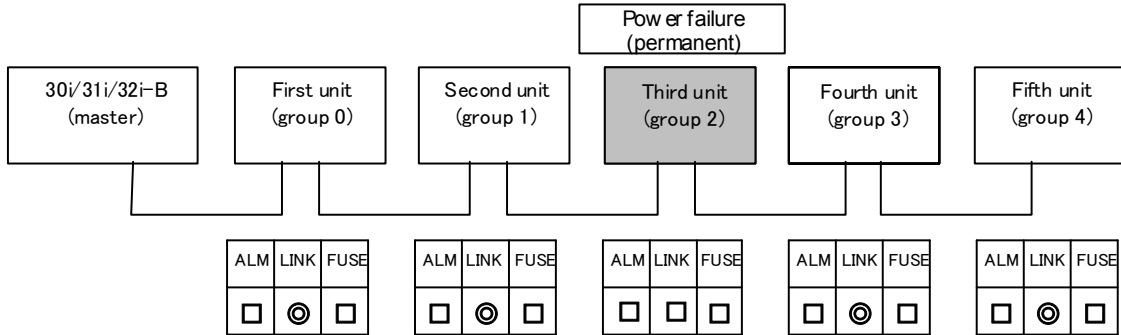 Power failure
(permanent)
30i/31i/32i-B
(master)
First unit
(group 0)
Second unit
(group 1)
Third unit
(group 2)
Fourth unit
(group 3)
Fifth unit
(group 4)
ALM LINK FUSE
ALM LINK FUSE
ALM LINK FUSE
ALM LINK FUSE
ALM LINK FUSE